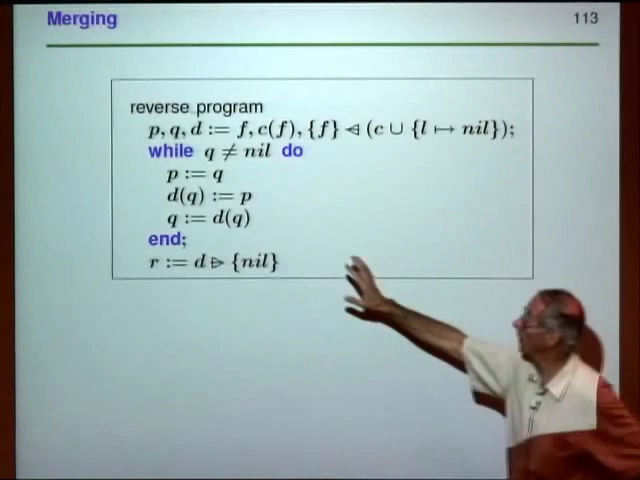 Merging
113
reverse program
p, q, d := f, c(f), {f} ⩤ (c ∪ {l ↦ nil});
while q ≠ nil do
p := q
d(q) := p
q := d(q)
end;
r := d ⩥ {nil}